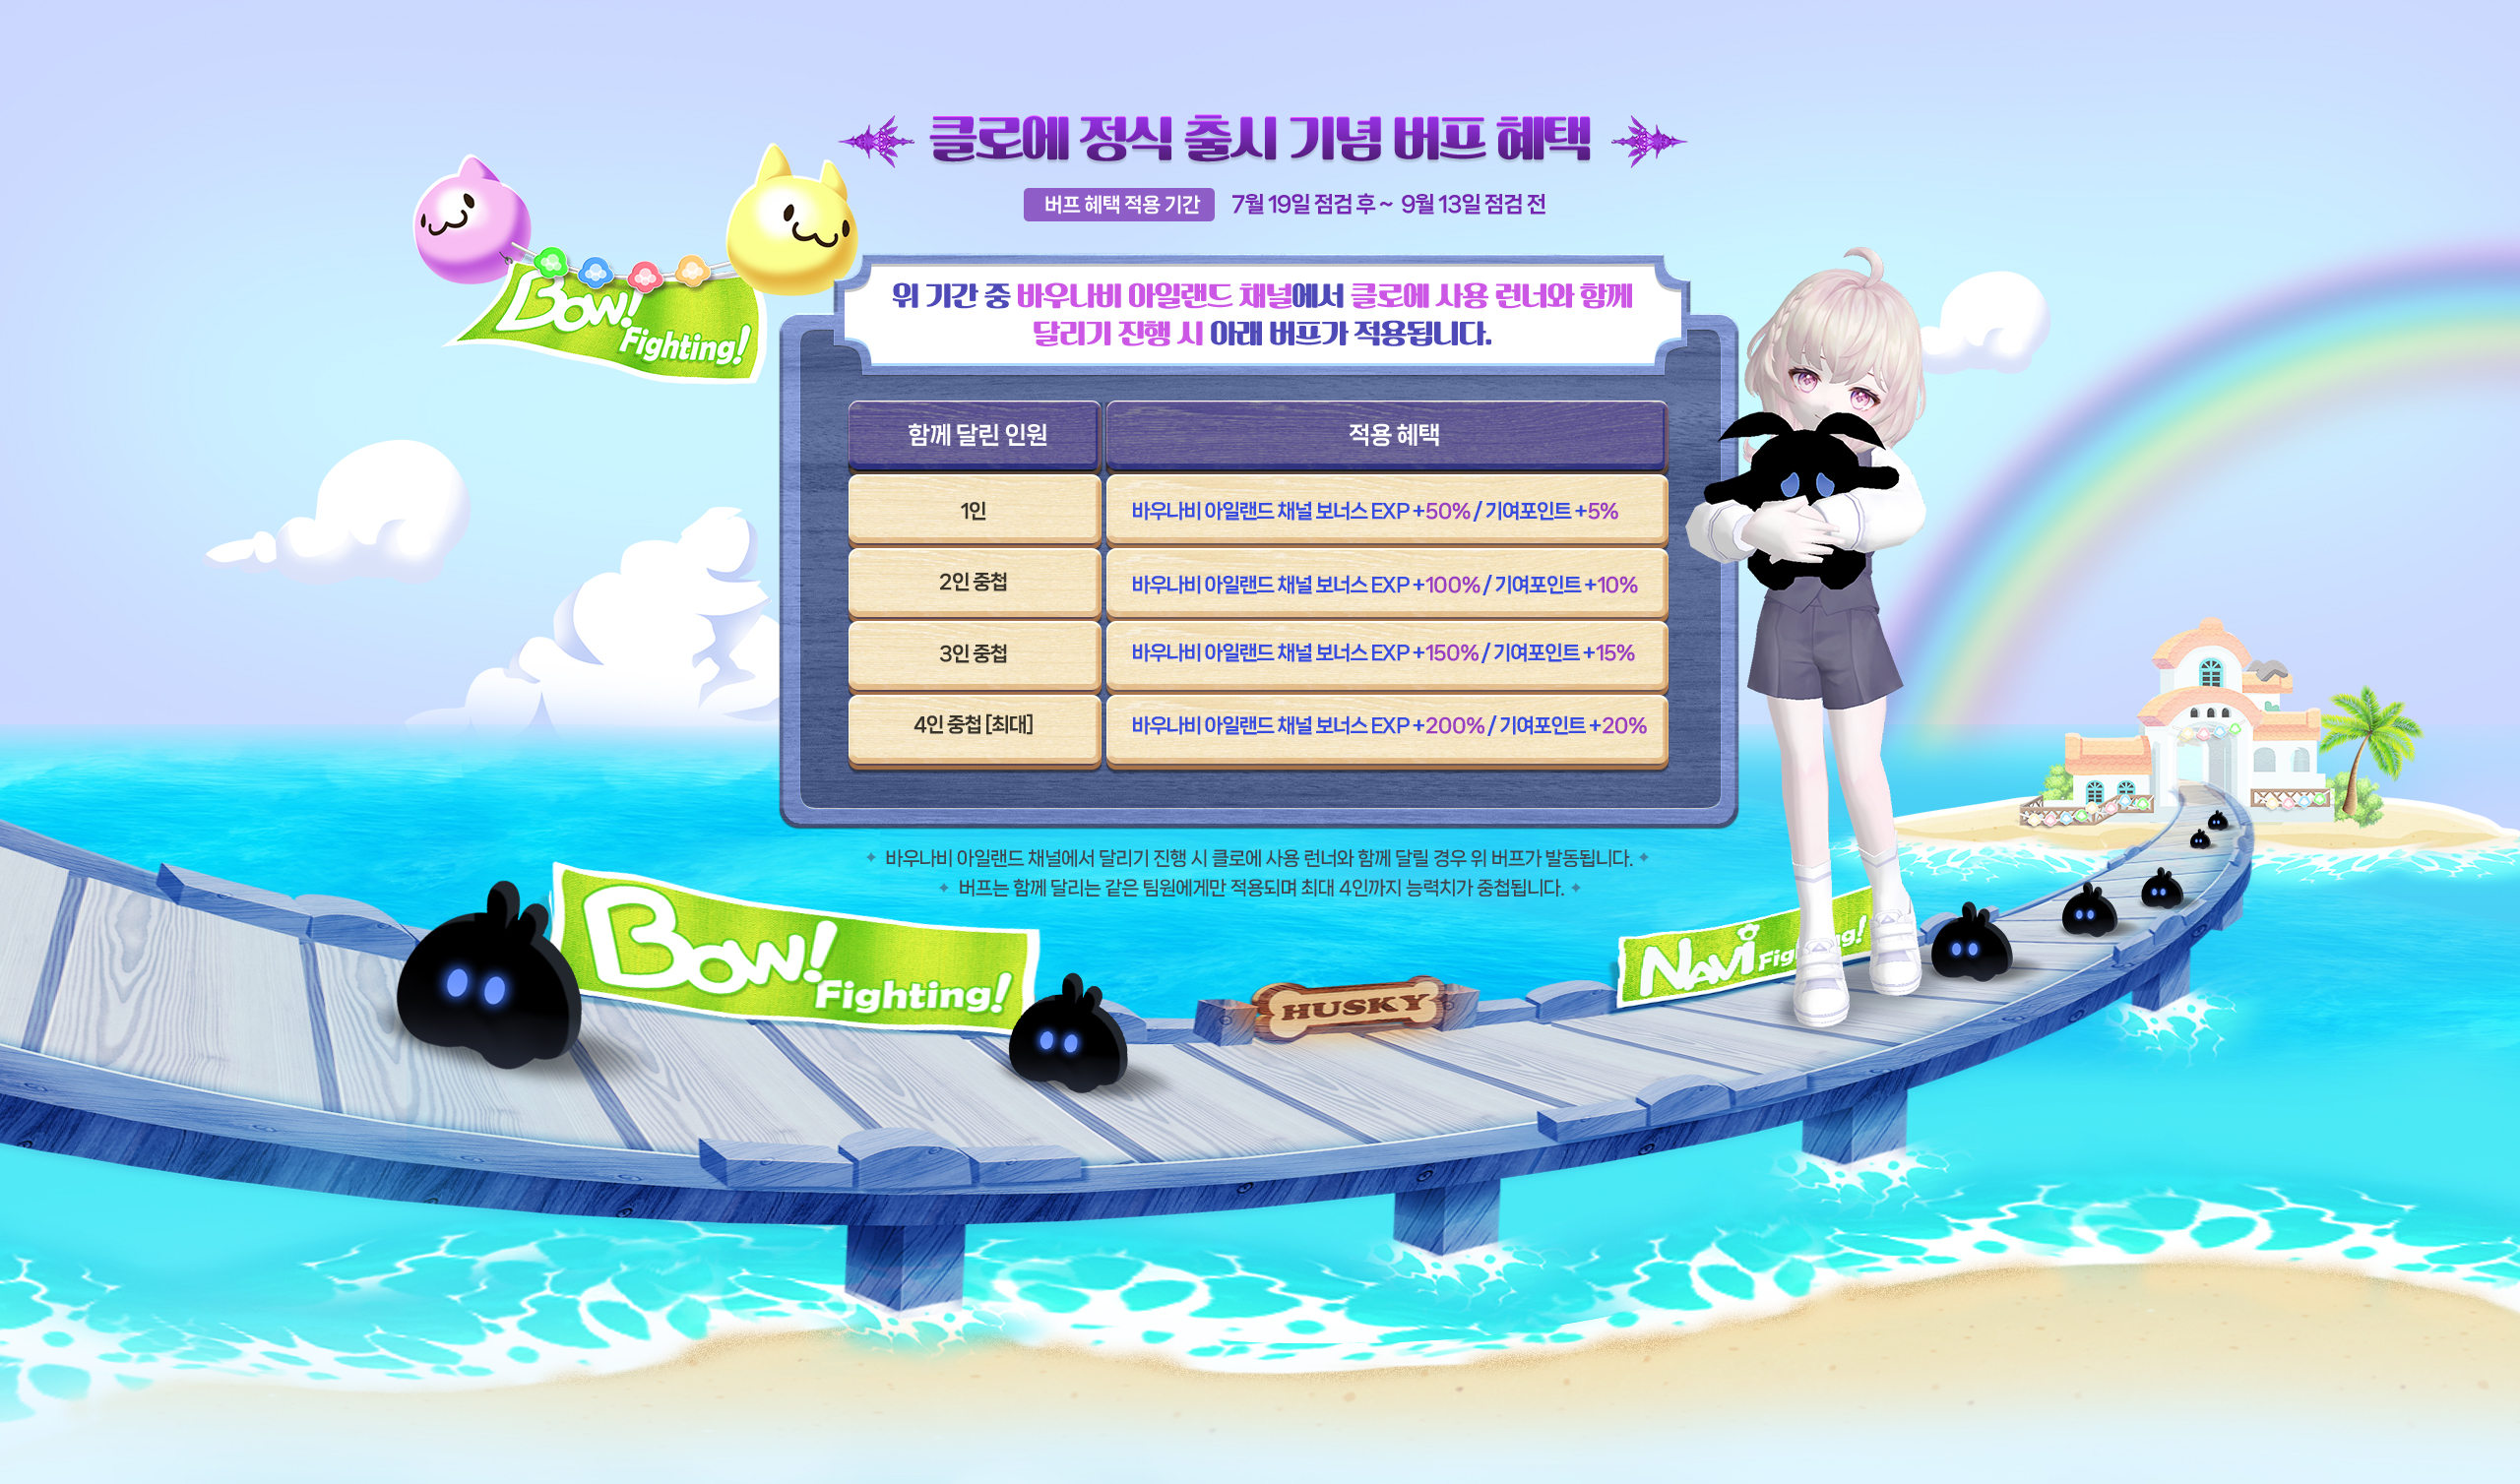 클로에 정식 출시 기념 버프 혜택
버프 혜택 적용 기간 7월 19일 점검 후 ~ 9월 13일 점검 전
Bow!
Fighting!
위 기간 중 바우나비 아일랜드 채널에서 클로에 사용 런너와 함께
달리기 진행 시 아래 버프가 적용됩니다.
함께 달린 인원 적용 혜택
1인 바우나비 아일랜드 채널 보너스 EXP +50% / 기여포인트 +5%
2인 중첩 바우나비 아일랜드 채널 보너스 EXP +100% / 기여포인트 +10%
3인 중첩 바우나비 아일랜드 채널 보너스 EXP +150% / 기여포인트 +15%
4인 중첩 [최대] 바우나비 아일랜드 채널 보너스 EXP +200% / 기여포인트 +20%
바우나비 아일랜드 채널에서 달리기 진행 시 클로에 사용 런너와 함께 달릴 경우 위 버프가 발동됩니다.
버프는 함께 달리는 같은 팀원에게만 적용되며 최대 4인까지 능력치가 중첩됩니다.
Bow!
Fighting!
HUSKY
NAVI